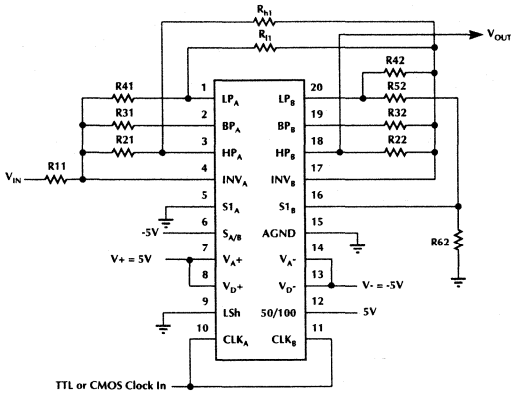 Rh1
Rl1
VOUT
R42
R41
1
LPA
LPB
20
R52
R31
2
BPA
BPB
19
R32
R21
3
HPA
HPB
18
R22
R11
VIN
4
INVA
INVB
17
5
S1A
S1B
16
-5V
6
SA/B
AGND
15
R62
V+ = 5V
7
VA+
VA-
14
8
VD+
VD-
13
V- = -5V
9
LSh
50/100
12
5V
10
CLKA
CLKB
11
TTL or CMOS Clock In